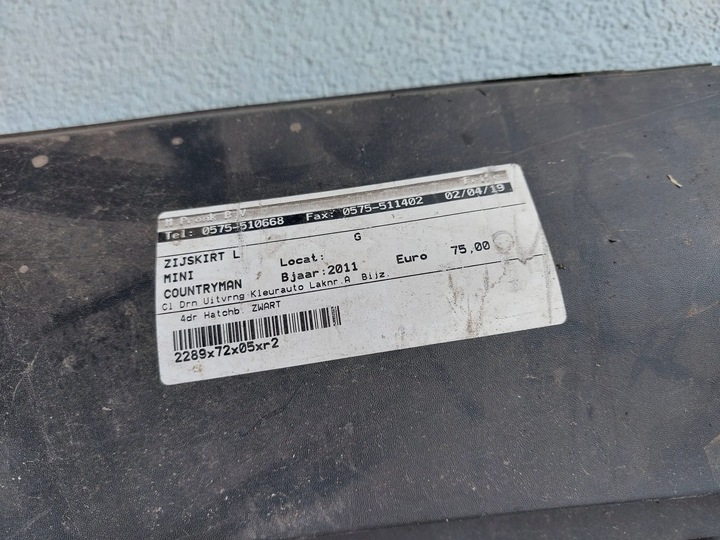 Tel: 0575-510668 Fax: 0575-511402 02/04/19
ZIJSKIRT L G
MINI Locat:
COUNTRYMAN Bjaar:2011 Euro 75,00
Cl Drn Uitvrng Kleurauto Laknr.A Bijz.
4dr Hatchb. ZWART
2289x72x05xr2